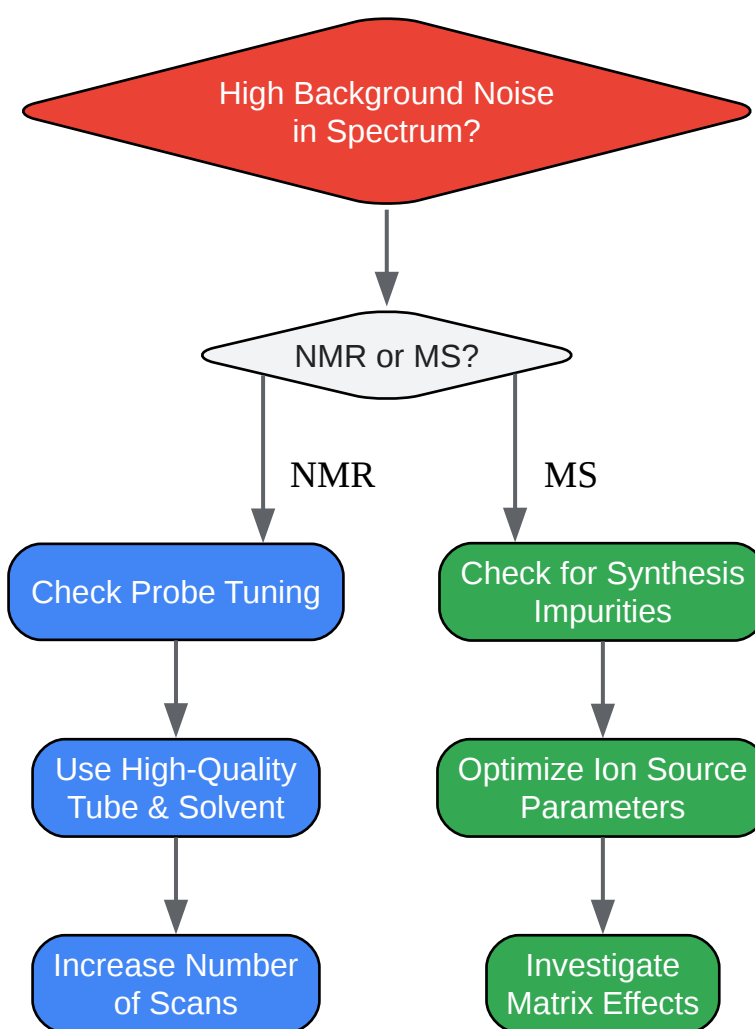 High Background Noise
in Spectrum?
NMR or MS?
NMR
MS
Check Probe Tuning
Check for Synthesis
Impurities
Use High-Quality
Tube & Solvent
Optimize Ion Source
Parameters
Increase Number
of Scans
Investigate
Matrix Effects